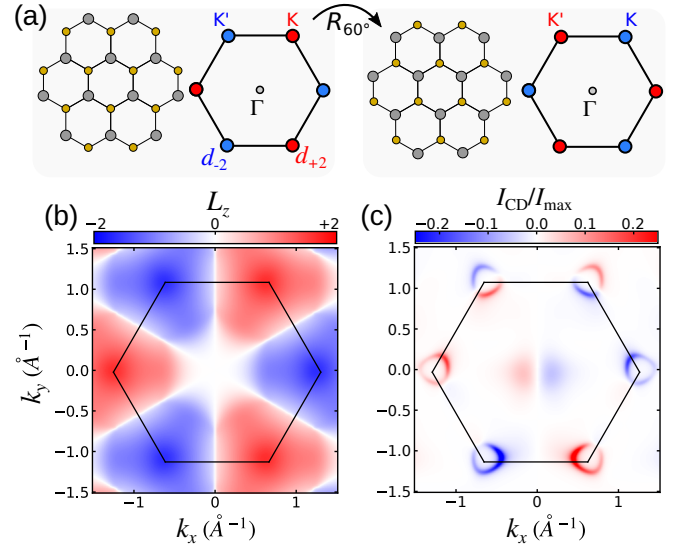 (a)
K' K R60° K' K
Γ Γ
d-2 d+2
(b) Lz (c) ICD/Imax
−2 0 +2 −0.2 −0.1 0.0 0.1 0.2
1.5 1.5
1.0 1.0
0.5 0.5
ky (Å−1) 0.0 0.0
−0.5 −0.5
−1.0 −1.0
−1.5 −1.5
−1 0 1 −1 0 1
kx (Å−1) kx (Å−1)